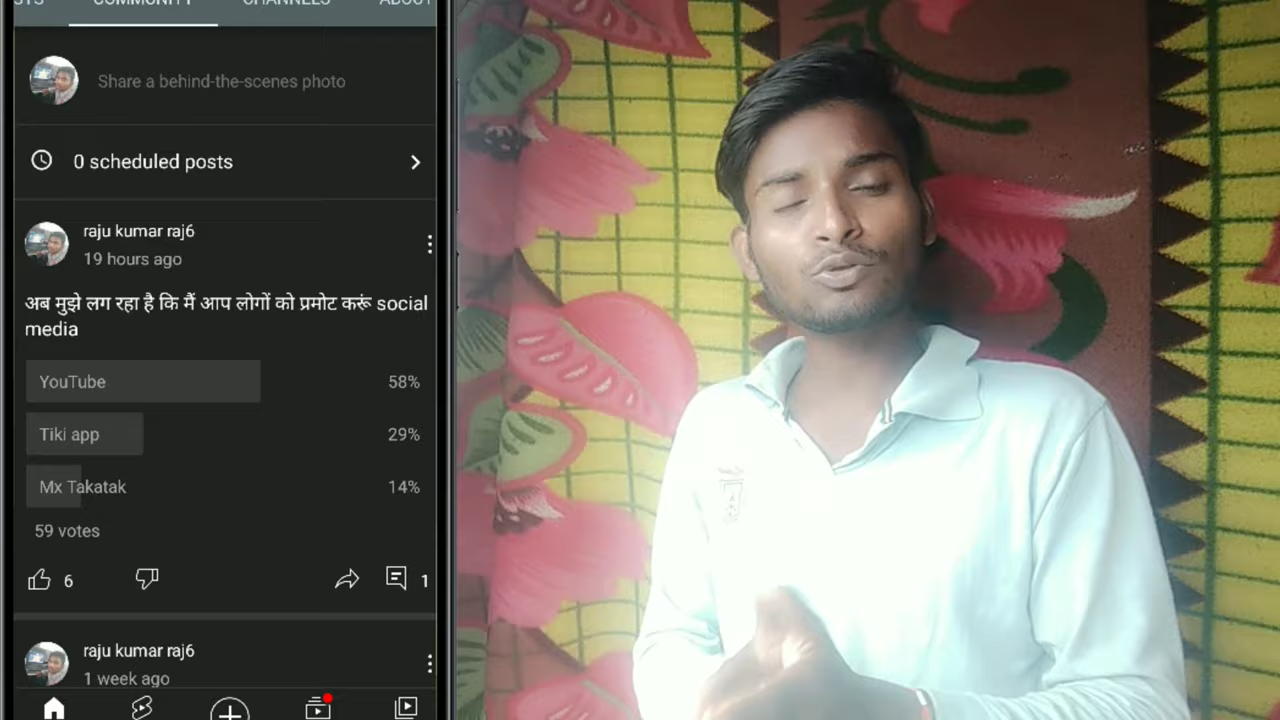 COMMUNITY
CHANNELS
ABOUT
Share a behind-the-scenes photo
0 scheduled posts
raju kumar raj6
19 hours ago
अब मुझे लग रहा है कि मैं आप लोगों को प्रमोट करूं social
media
YouTube 58%
Tiki app 29%
Mx Takatak 14%
59 votes
6
1
raju kumar raj6
1 week ago